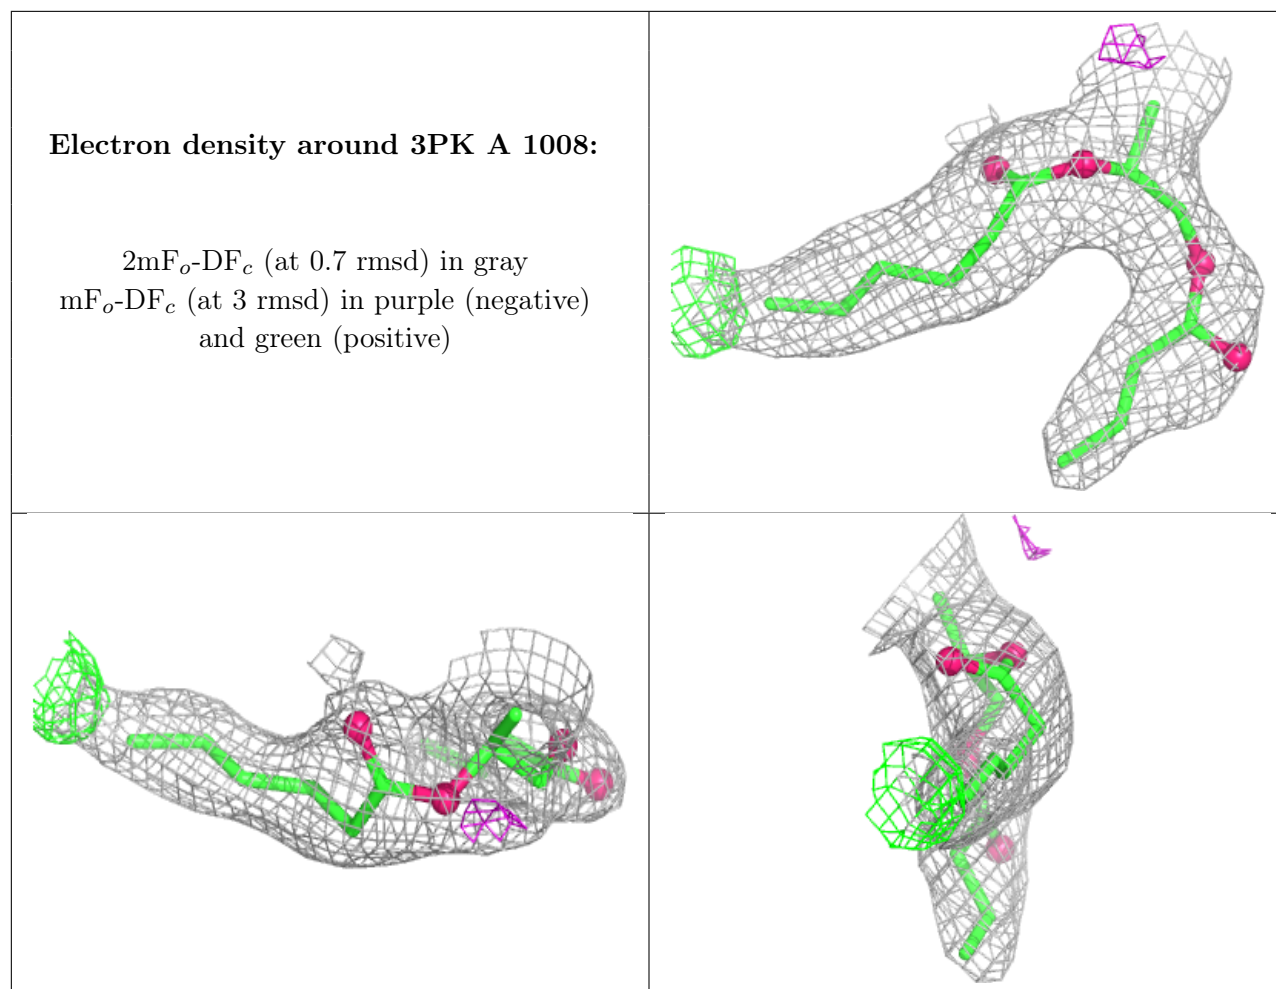 Electron density around 3PK A 1008:
2mFo-DFc (at 0.7 rmsd) in gray
mFo-DFc (at 3 rmsd) in purple (negative)
and green (positive)